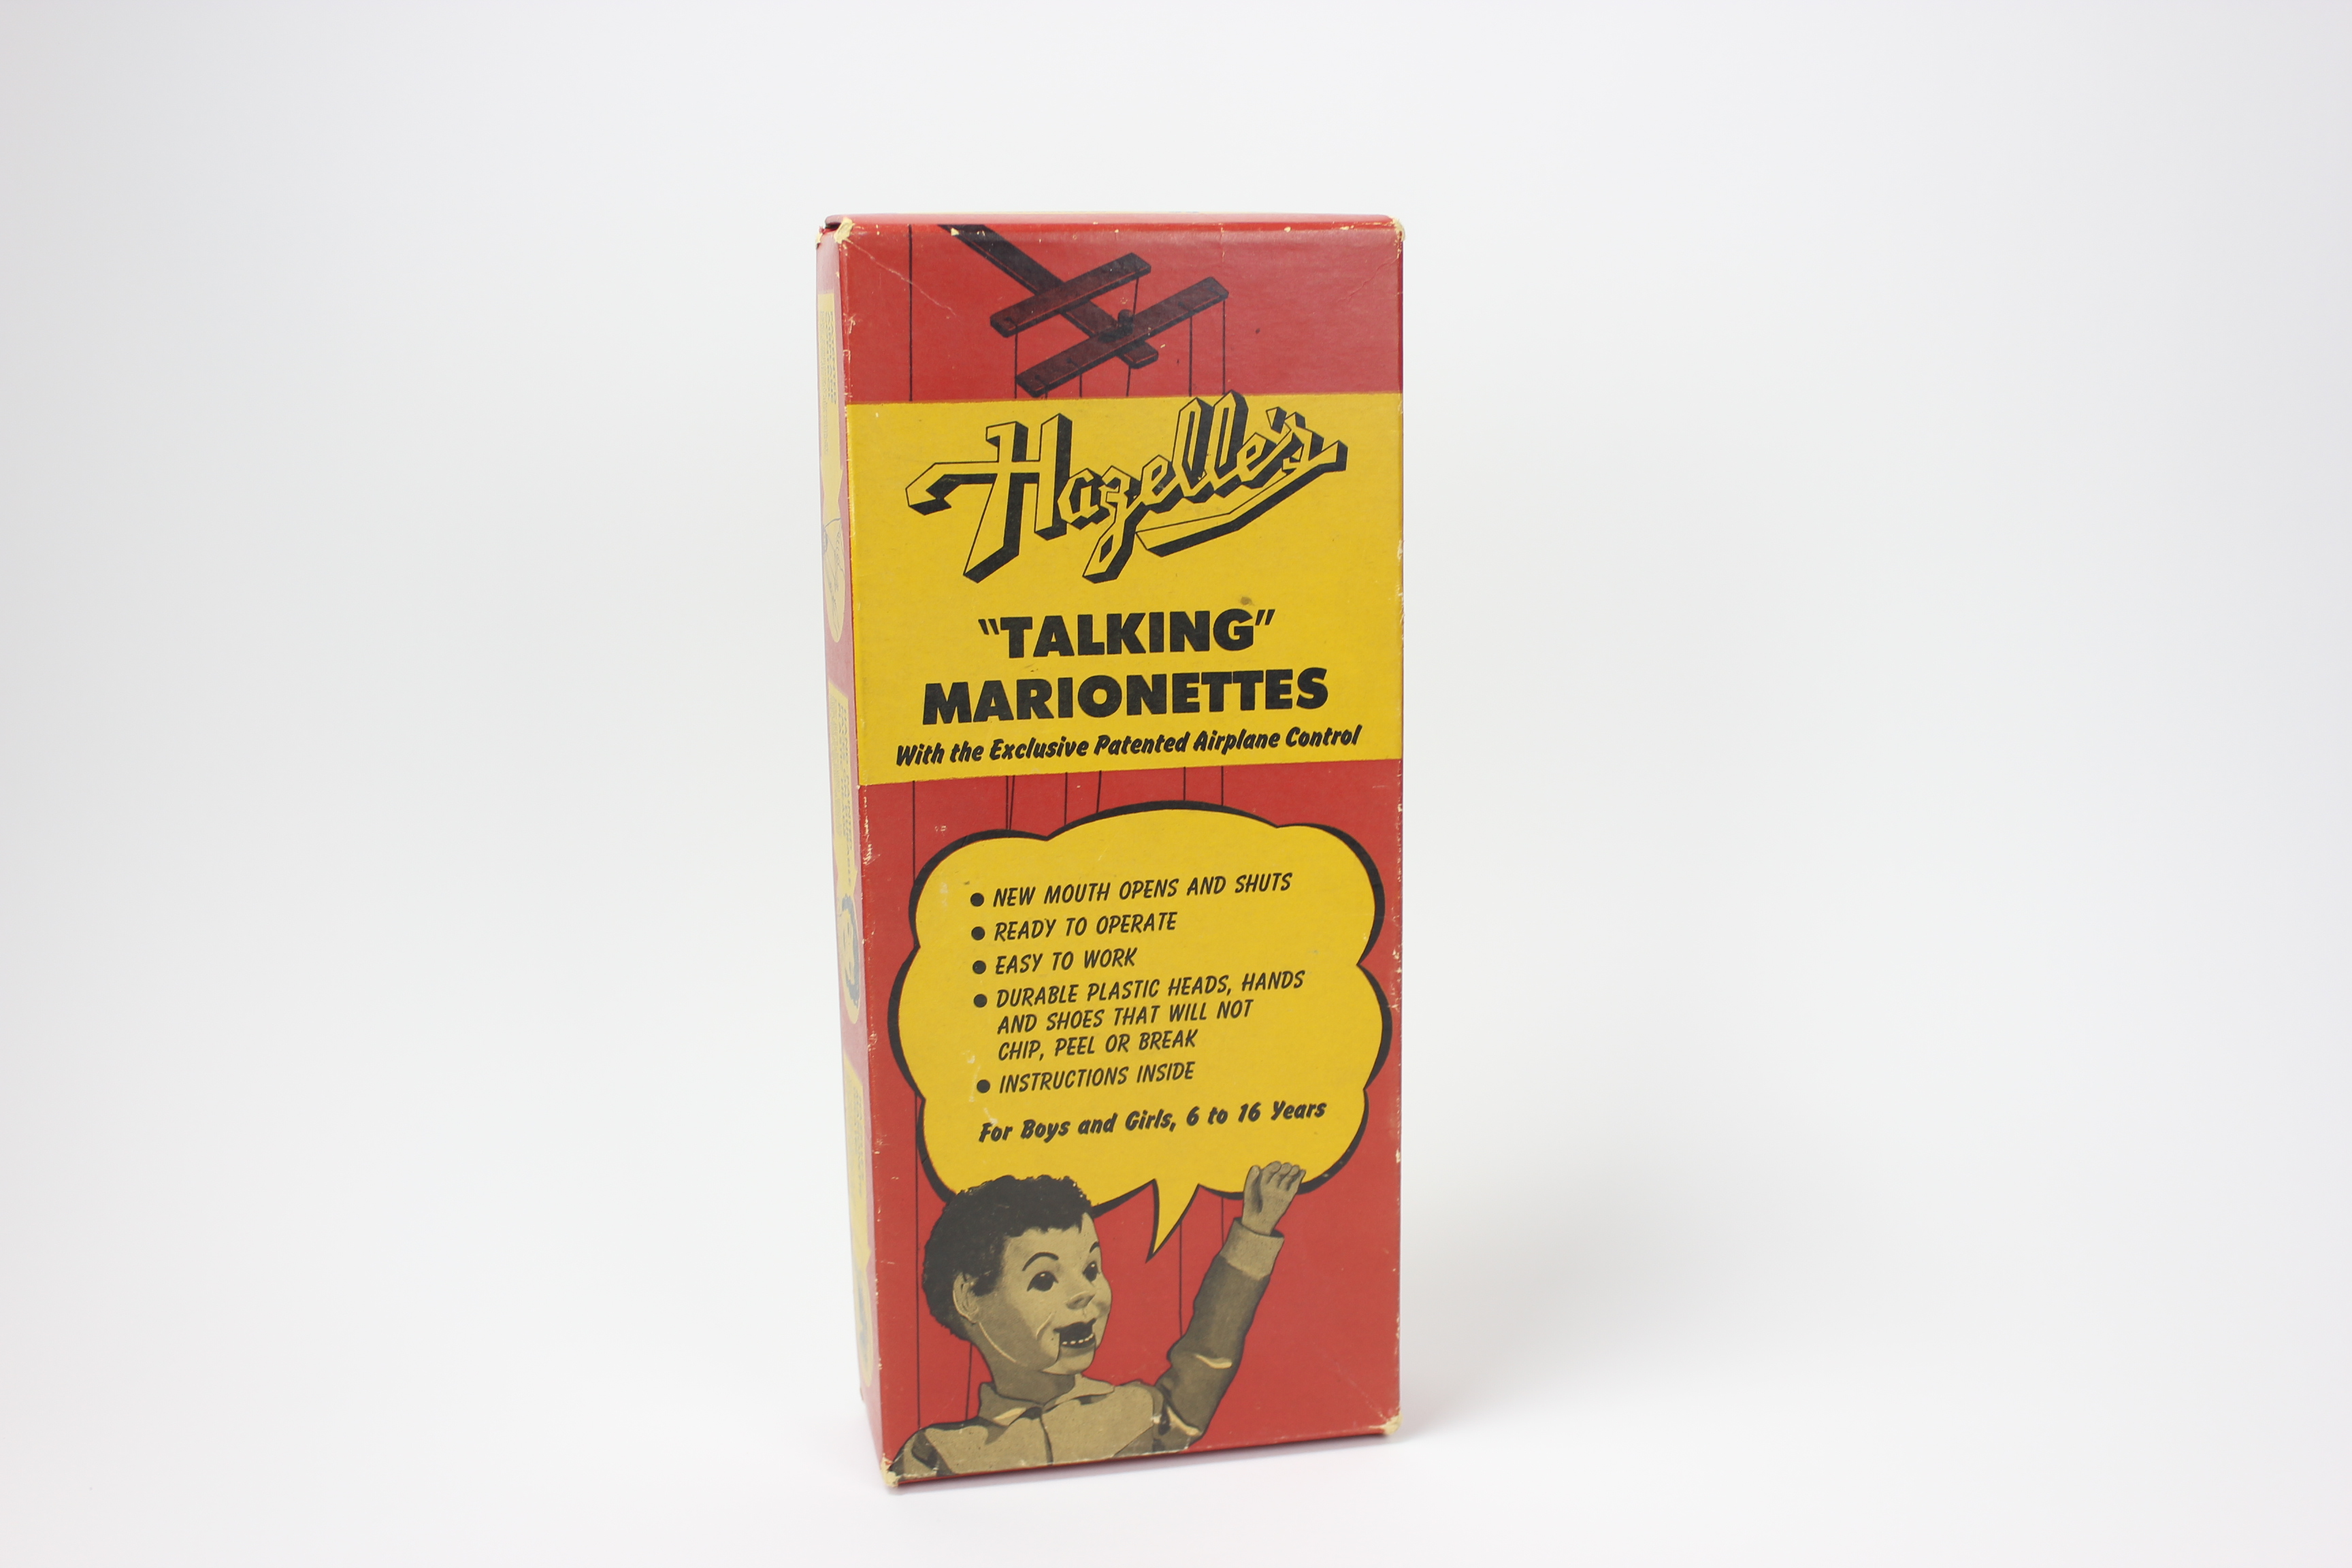 Hazelle's
"TALKING"
MARIONETTES
With the Exclusive Patented Airplane Control
● NEW MOUTH OPENS AND SHUTS
● READY TO OPERATE
● EASY TO WORK
● DURABLE PLASTIC HEADS, HANDS
AND SHOES THAT WILL NOT
CHIP, PEEL OR BREAK
● INSTRUCTIONS INSIDE
For Boys and Girls, 6 to 16 Years